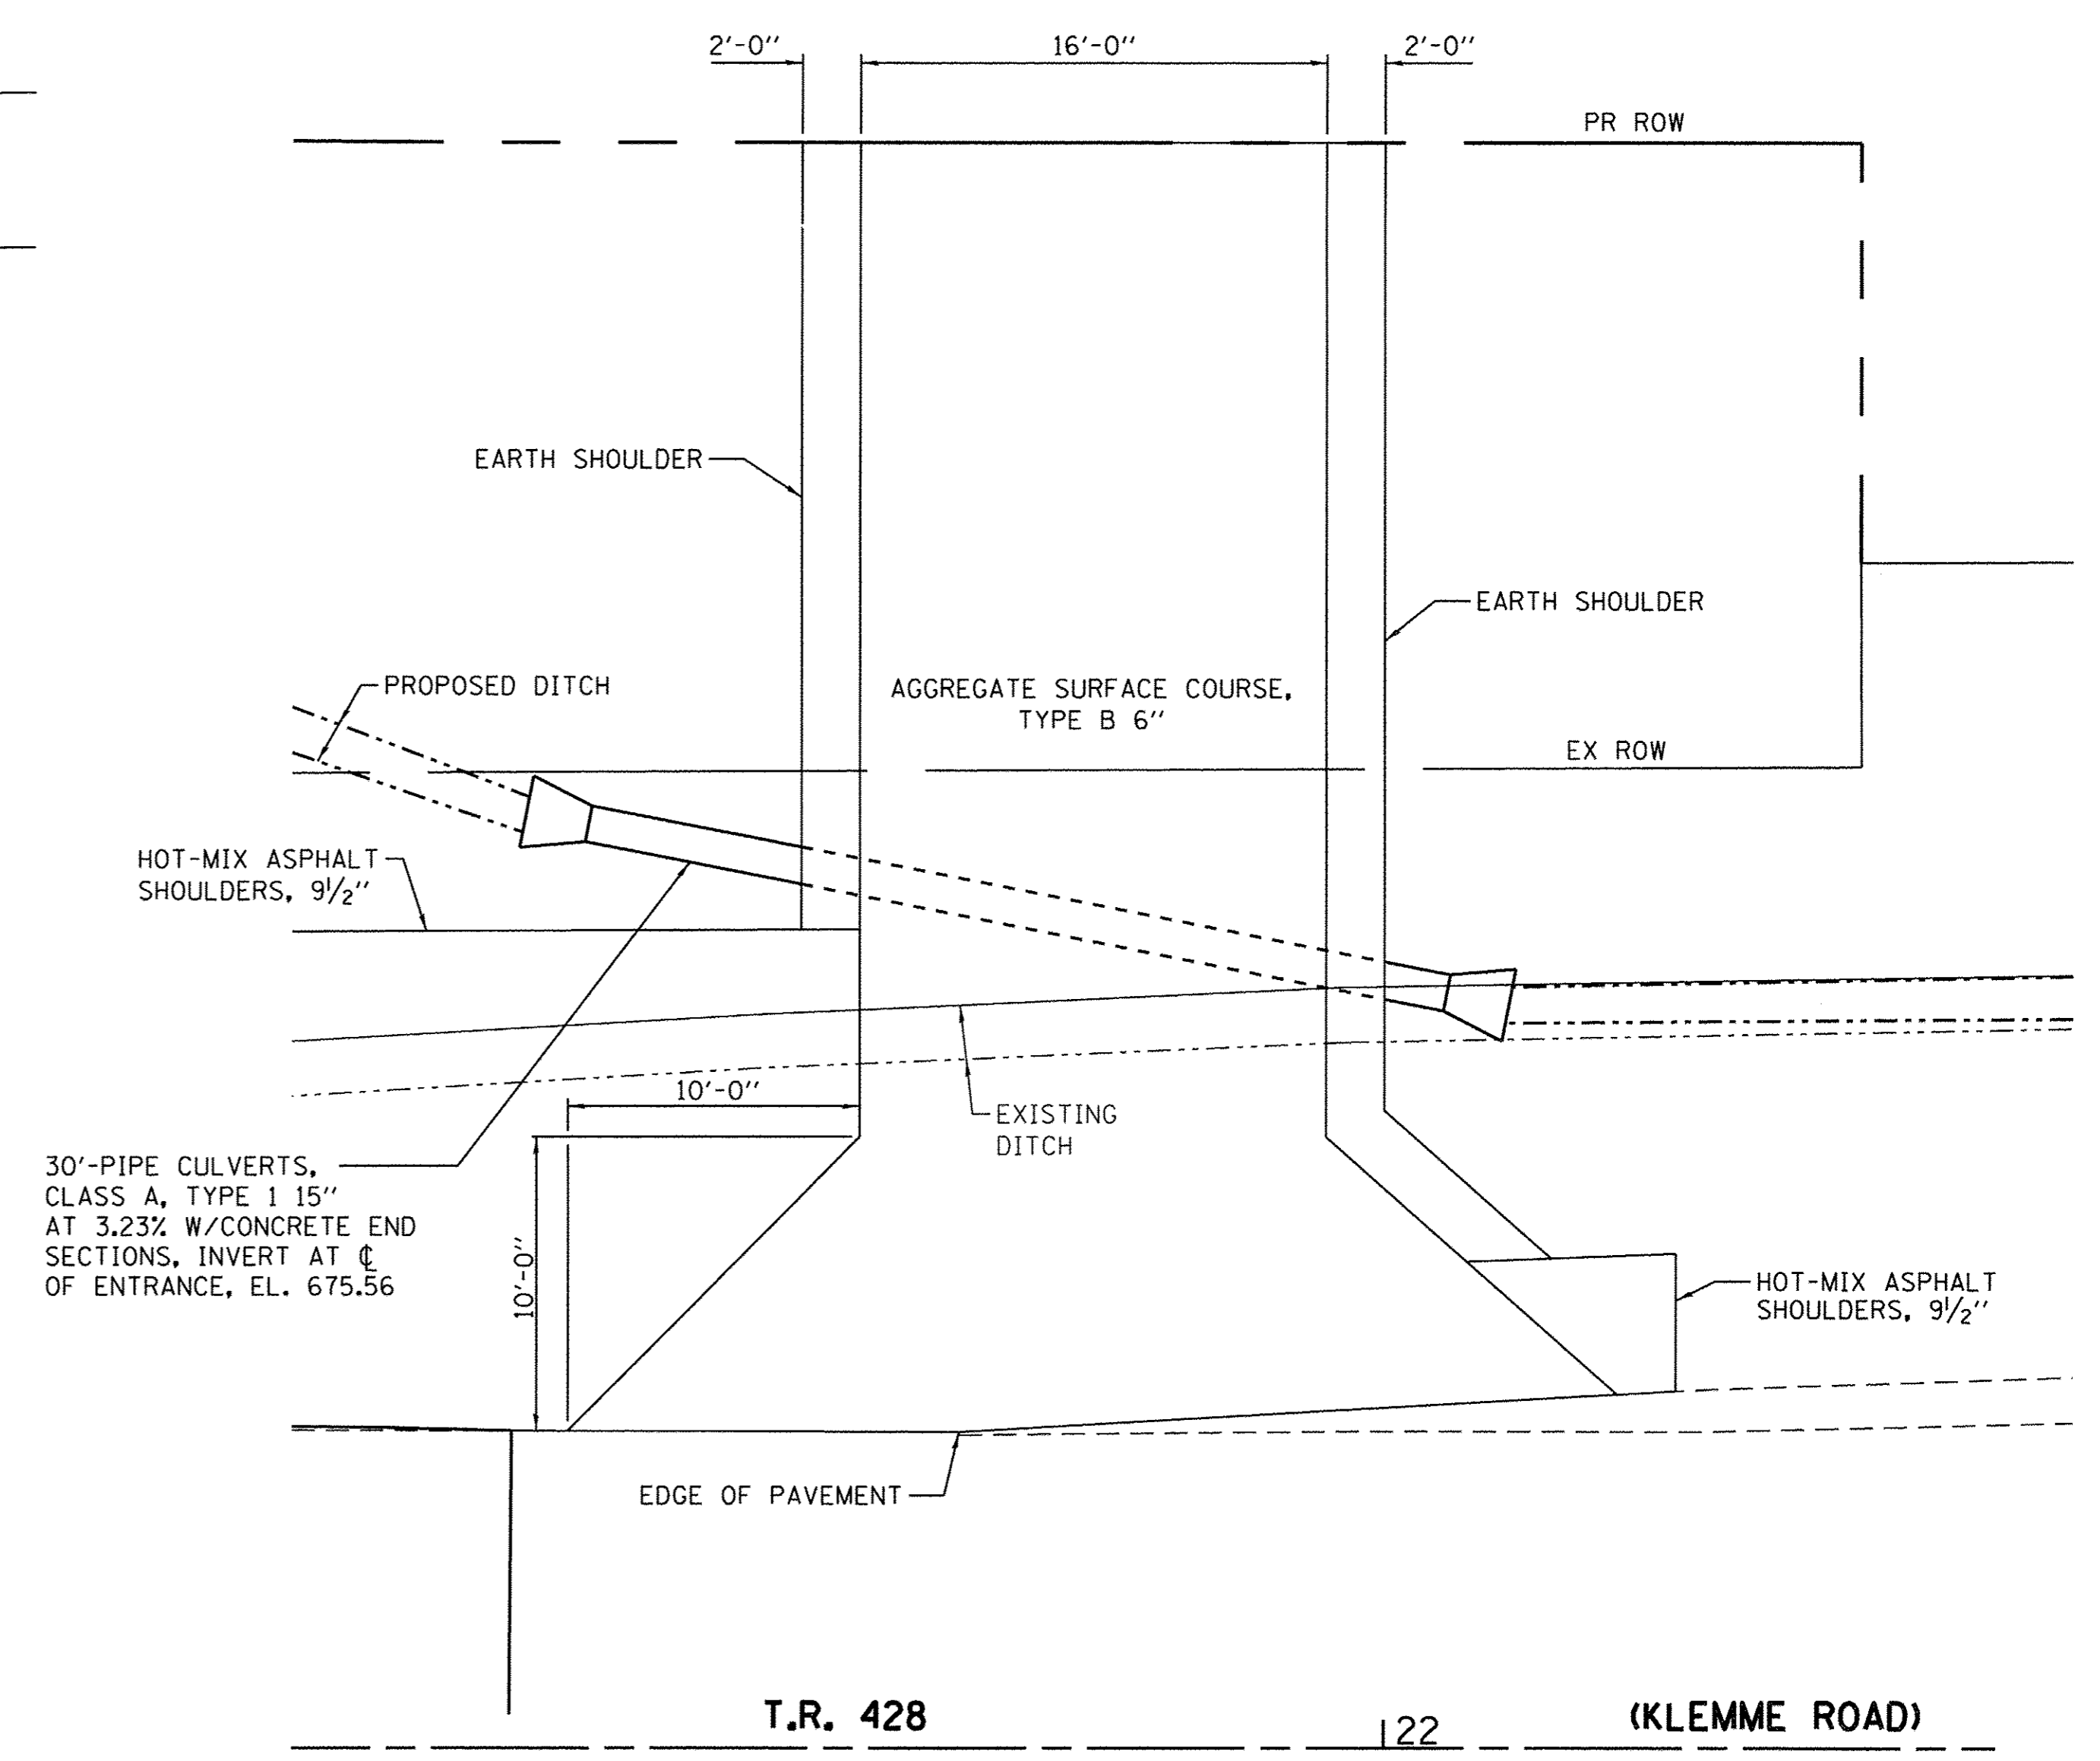 2'-0"
16'-0"
2'-0"
PR ROW
EARTH SHOULDER
EARTH SHOULDER
PROPOSED DITCH
AGGREGATE SURFACE COURSE,
TYPE B 6"
EX ROW
HOT-MIX ASPHALT
SHOULDERS, 9½"
10'-0"
EXISTING
DITCH
30'-PIPE CULVERTS,
CLASS A, TYPE 1 15"
AT 3.23% W/CONCRETE END
SECTIONS, INVERT AT ℄
OF ENTRANCE, EL. 675.56
10'-0"
HOT-MIX ASPHALT
SHOULDERS, 9½"
EDGE OF PAVEMENT
T.R. 428
22
(KLEMME ROAD)